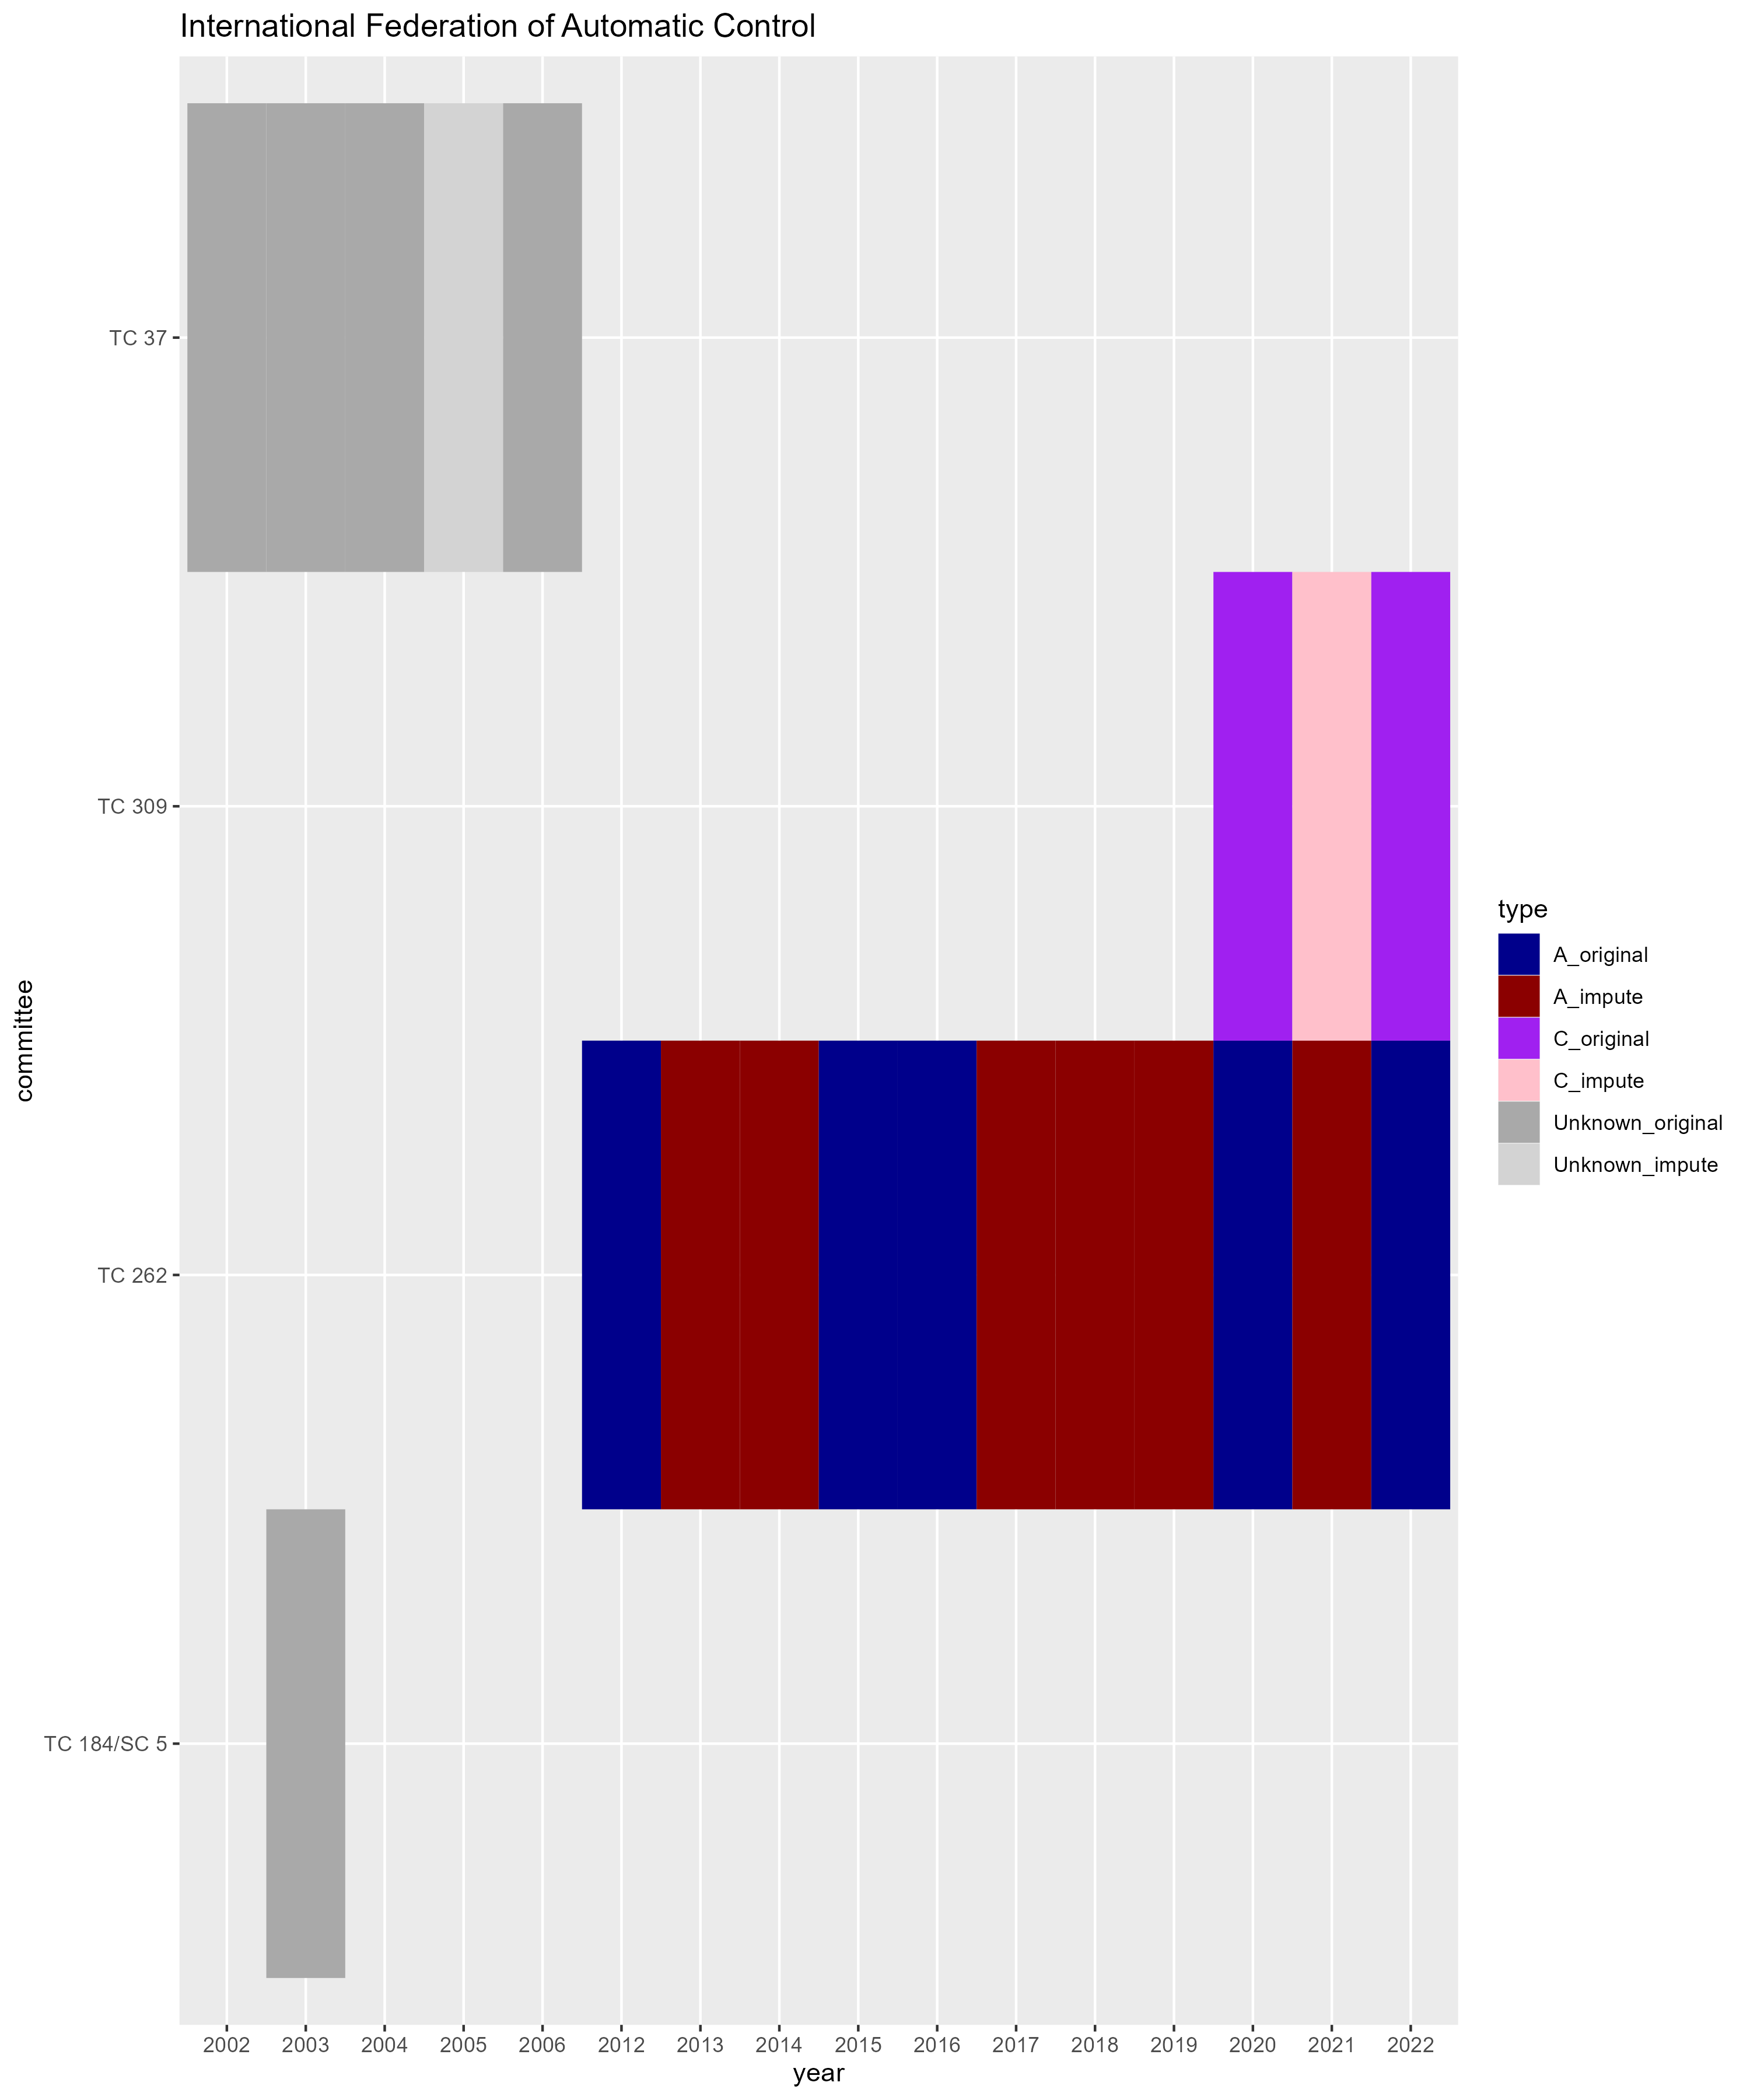 International Federation of Automatic Control
TC 37
TC 309
TC 262
TC 184/SC 5
committee
2002 2003 2004 2005 2006 2012 2013 2014 2015 2016 2017 2018 2019 2020 2021 2022
year
type
A_original
A_impute
C_original
C_impute
Unknown_original
Unknown_impute